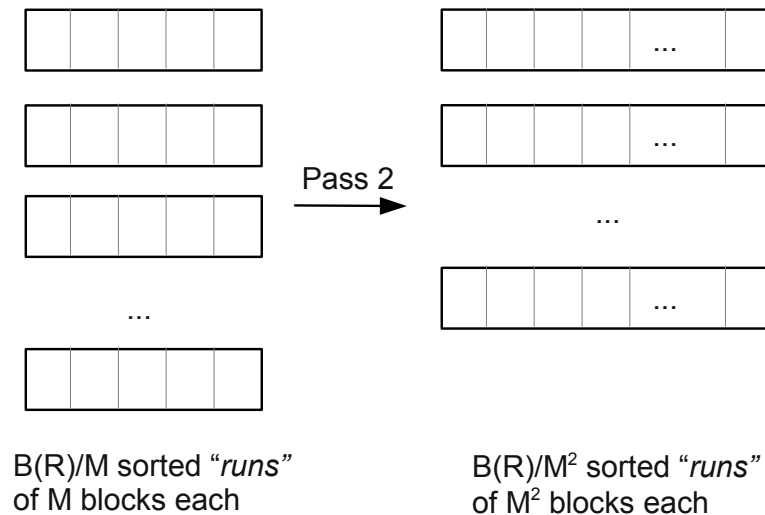 ...
...
Pass 2
...
...
...
B(R)/M sorted “runs”
of M blocks each
B(R)/M² sorted “runs”
of M² blocks each